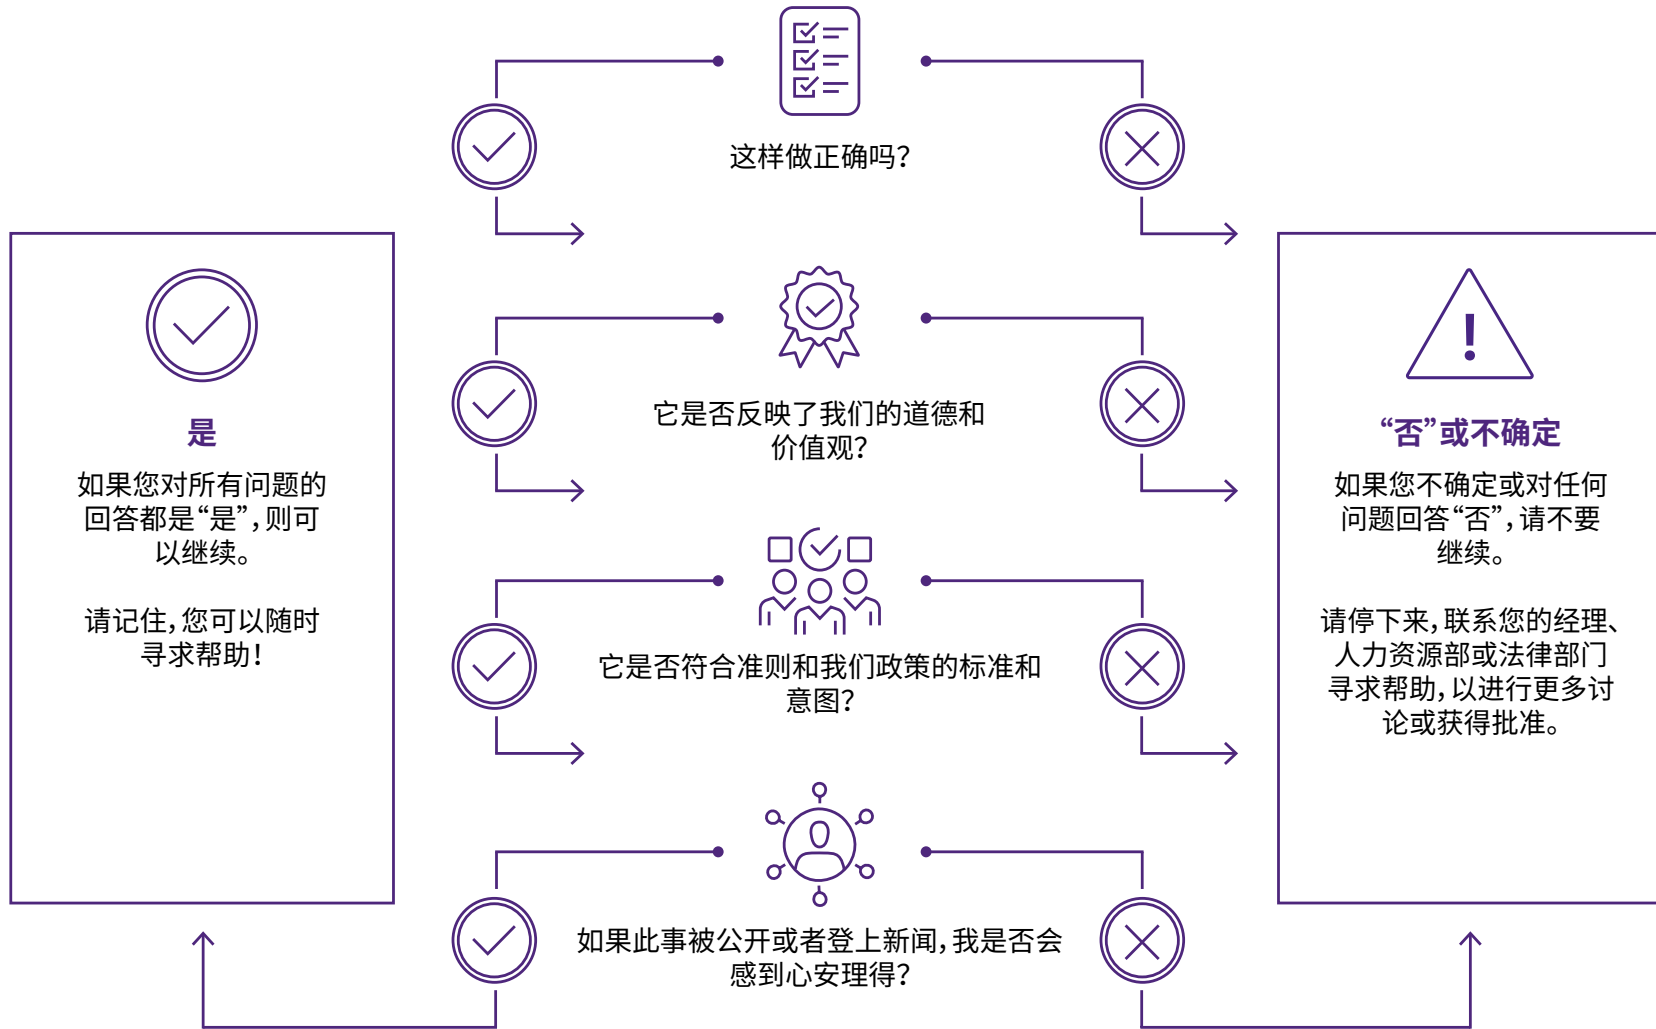 这样做正确吗？
它是否反映了我们的道德和
价值观？
它是否符合准则和我们政策的标准和
意图？
如果此事被公开或者登上新闻，我是否会
感到心安理得？
是
如果您对所有问题的
回答都是“是”，则可
以继续。
请记住，您可以随时
寻求帮助！
“否”或不确定
如果您不确定或对任何
问题回答“否”，请不要
继续。
请停下来，联系您的经理、
人力资源部或法律部门
寻求帮助，以进行更多讨
论或获得批准。